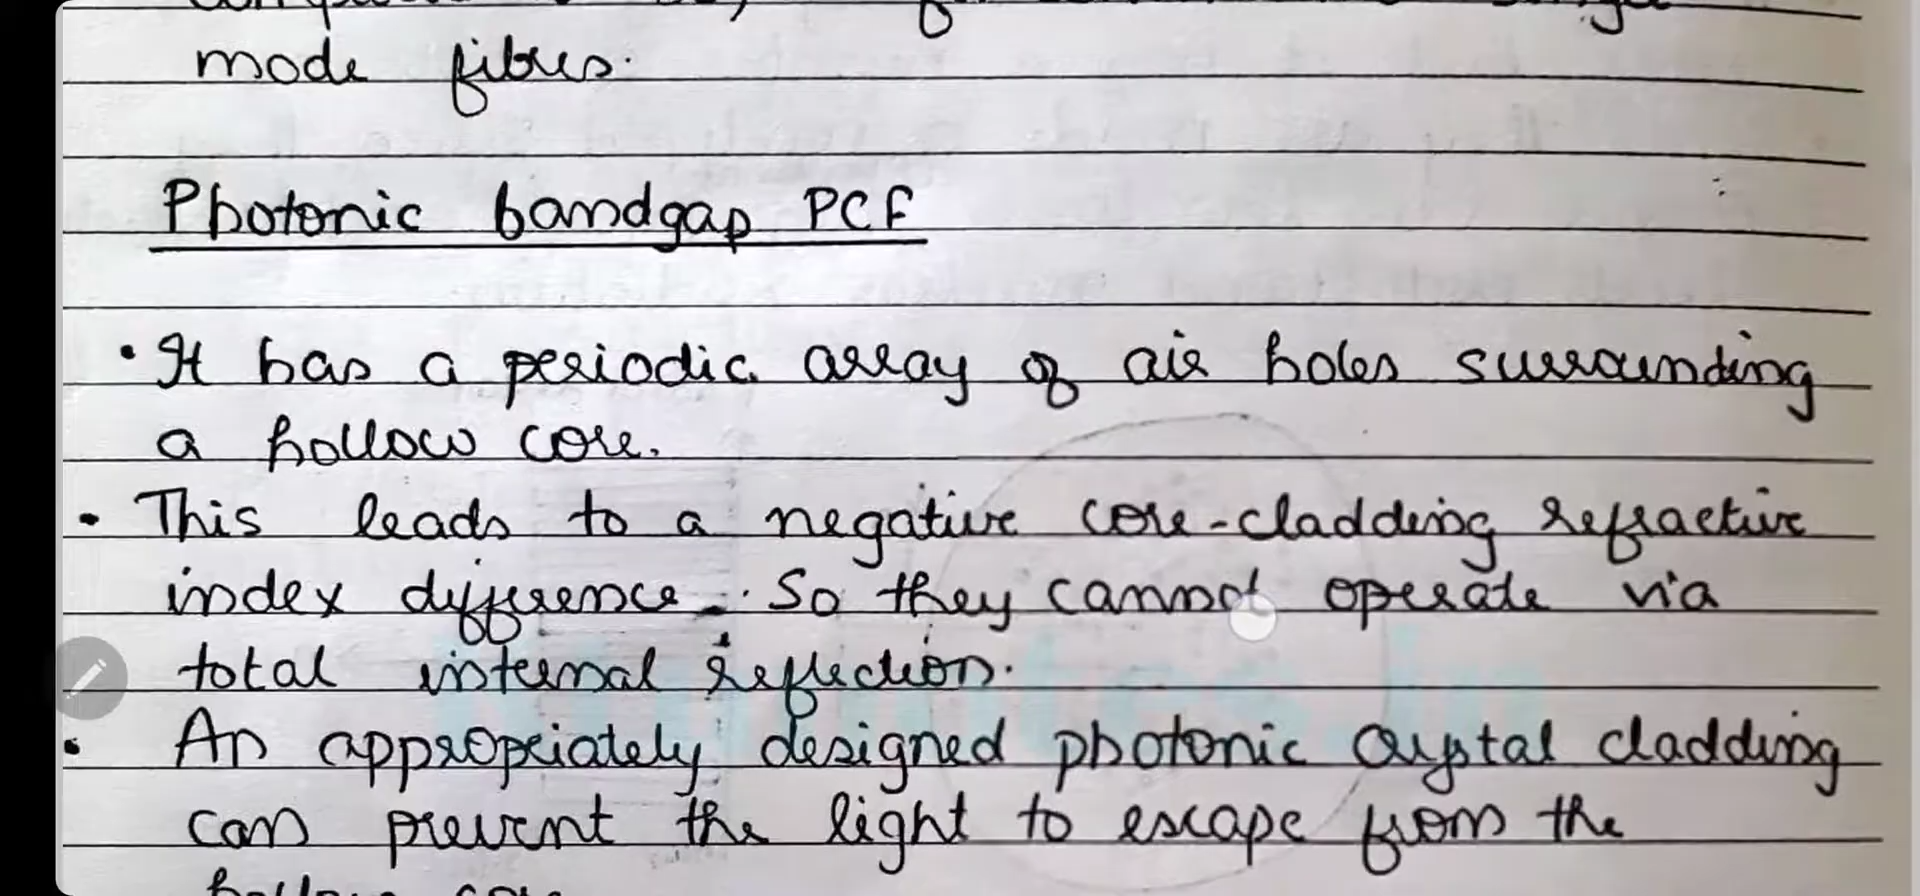 mode fibres.
Photonic bandgap PCF
• It has a periodic array of air holes surrounding
a hollow core.
• This leads to a negative core-cladding refractive
index difference. So they cannot operate via
total internal reflection.
• An appropriately designed photonic crystal cladding
can prevent the light to escape from the
hollow core